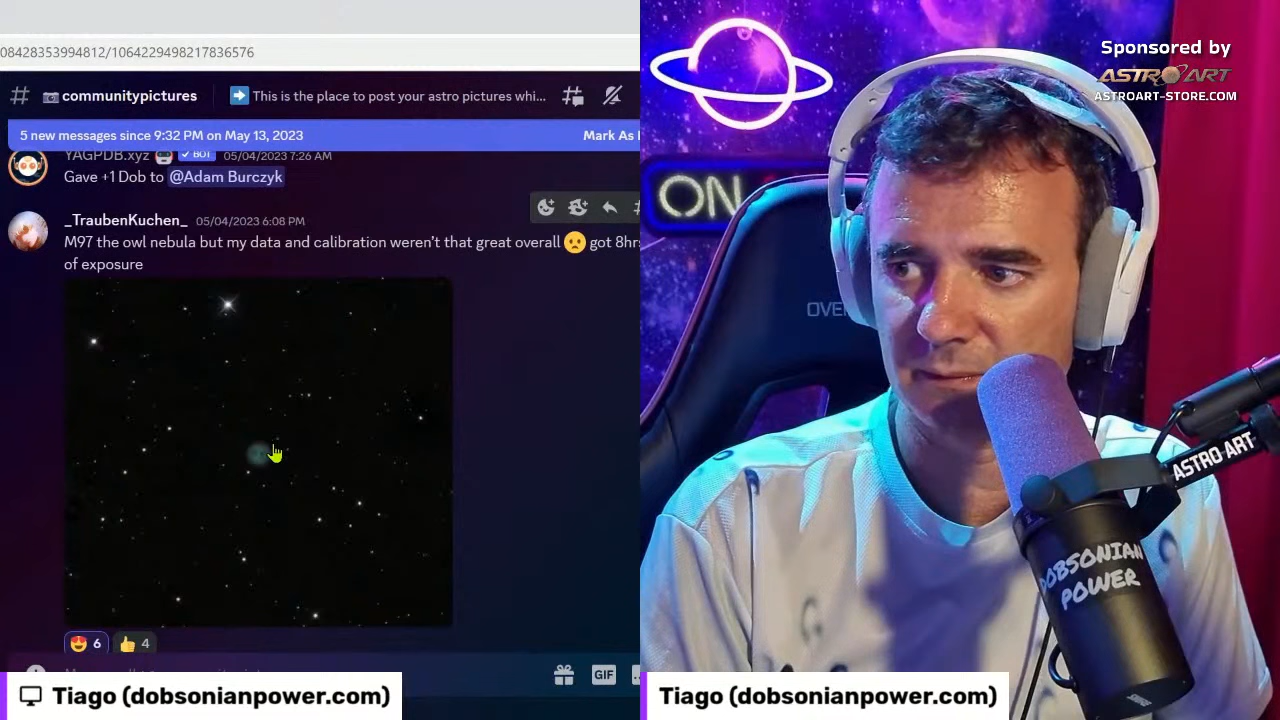 08428353994812/1064229498217836576
# communitypictures
This is the place to post your astro pictures whi...
5 new messages since 9:32 PM on May 13, 2023
Mark As
YAGPDB.xyz
BOT
05/04/2023 7:26 AM
Gave +1 Dob to @Adam Burczyk
_TraubenKuchen_ 05/04/2023 6:08 PM
M97 the owl nebula but my data and calibration weren't that great overall got 8hrs
of exposure
6
4
GIF
Tiago (dobsonianpower.com)
Sponsored by
ASTROART
ASTROART-STORE.COM
ON
OVE
ASTRO ART
DOBSONIAN
POWER
Tiago (dobsonianpower.com)